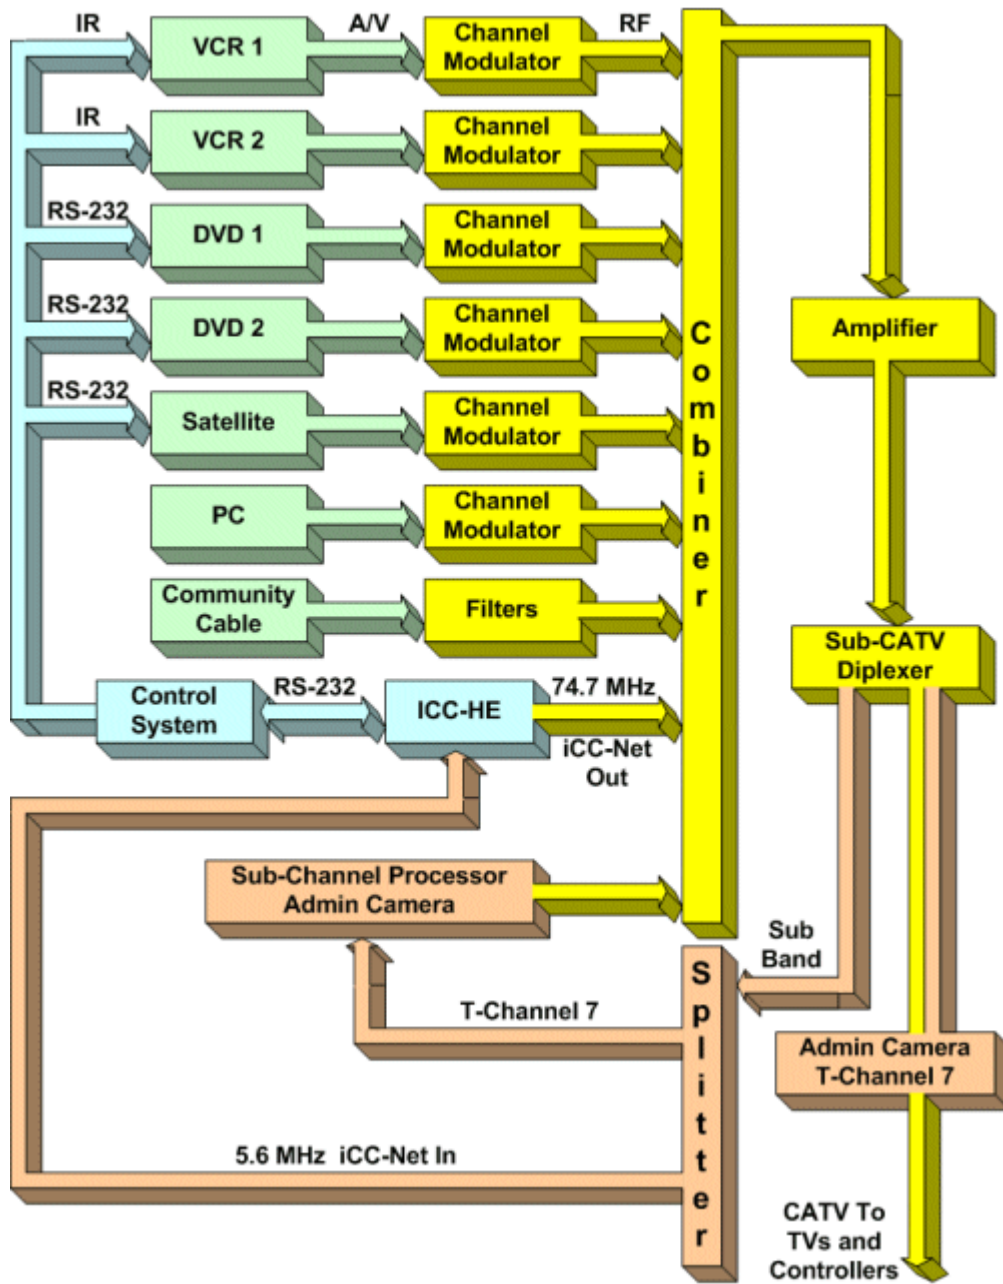 IR
VCR 1
A/V
Channel
Modulator
RF
IR
VCR 2
Channel
Modulator
RS-232
DVD 1
Channel
Modulator
RS-232
DVD 2
Channel
Modulator
RS-232
Satellite
Channel
Modulator
PC
Channel
Modulator
Community
Cable
Filters
Combiner
Amplifier
Sub-CATV
Diplexer
Control
System
RS-232
ICC-HE
74.7 MHz
iCC-Net
Out
Sub-Channel Processor
Admin Camera
Sub
Band
Splitter
T-Channel 7
Admin Camera
T-Channel 7
5.6 MHz iCC-Net In
CATV To
TVs and
Controllers